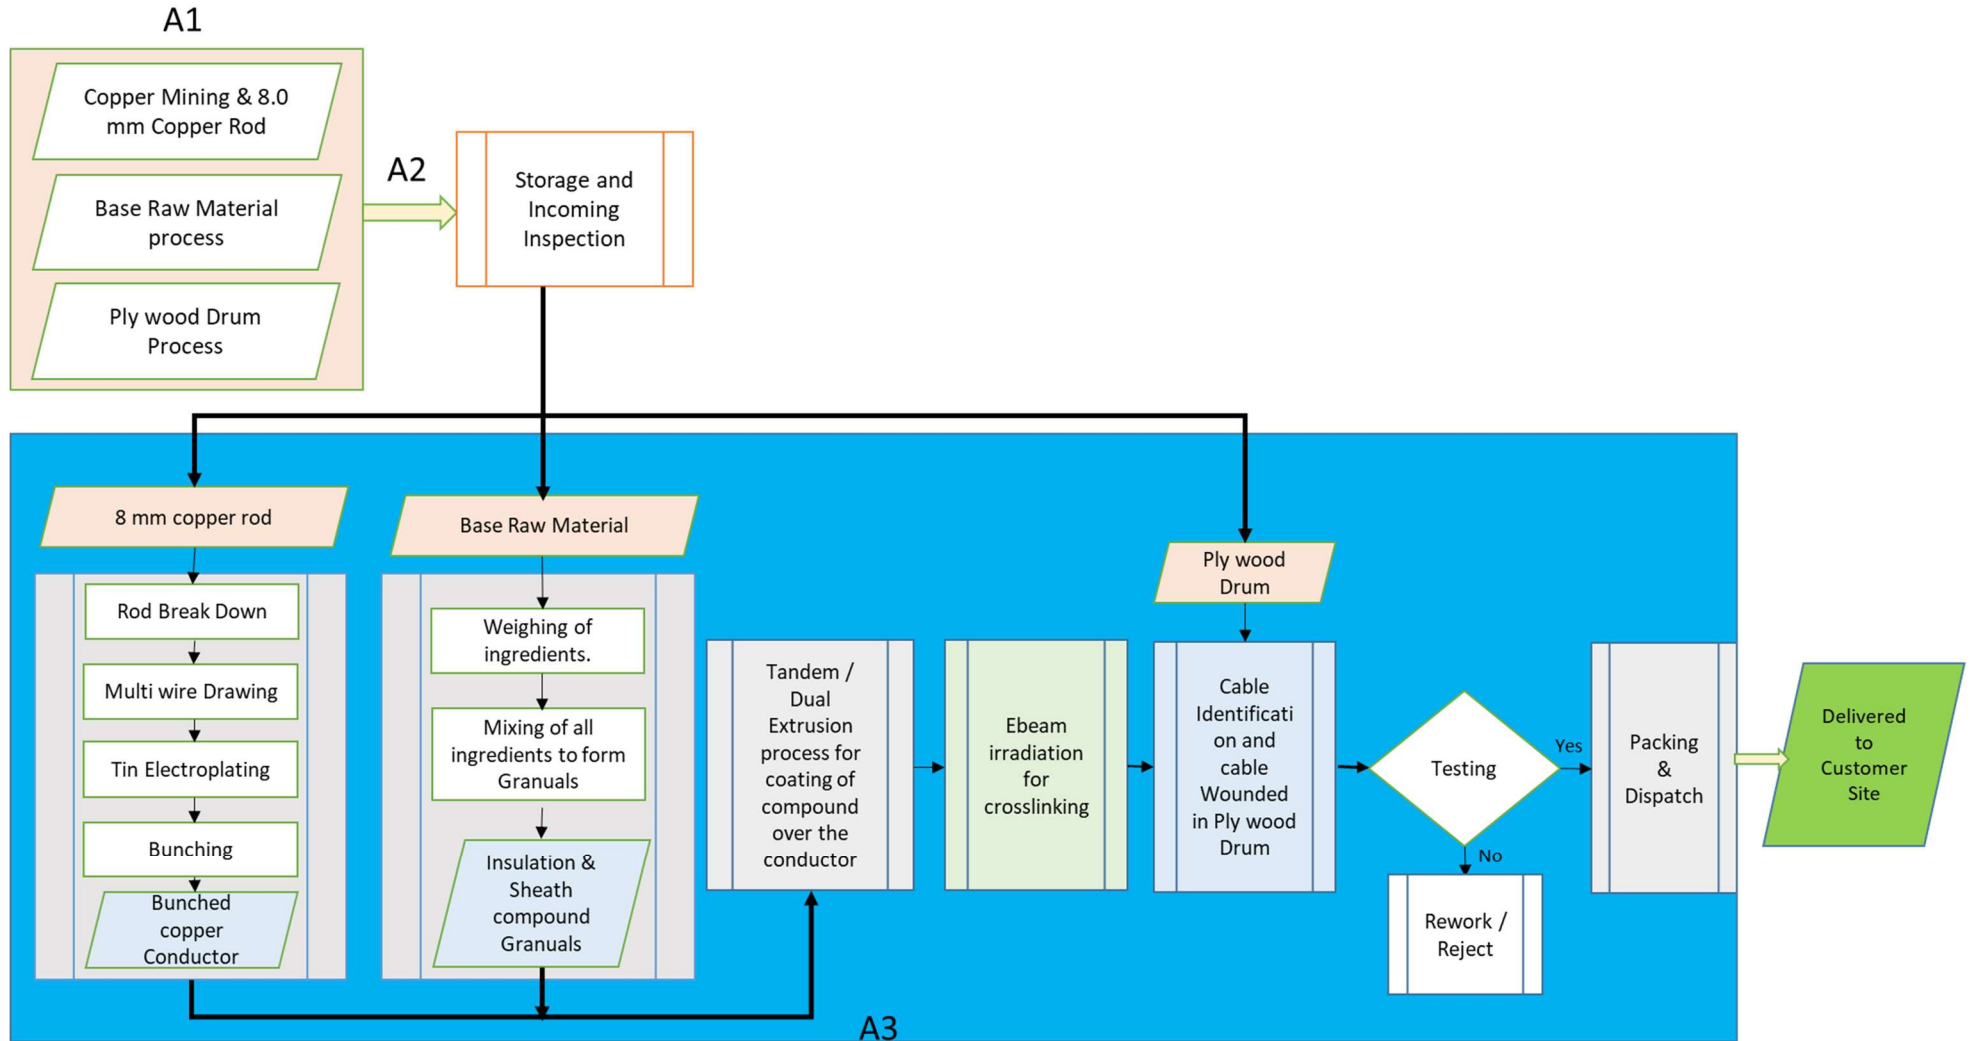 A1
Copper Mining & 8.0
mm Copper Rod
Base Raw Material
process
Ply wood Drum
Process
A2
Storage and
Incoming
Inspection
8 mm copper rod
Rod Break Down
Multi wire Drawing
Tin Electroplating
Bunching
Bunched
copper
Conductor
Base Raw Material
Weighing of
ingredients.
Mixing of all
ingredients to form
Granuals
Insulation &
Sheath
compound
Granuals
Tandem /
Dual
Extrusion
process for
coating of
compound
over the
conductor
Ebeam
irradiation
for
crosslinking
Ply wood
Drum
Cable
Identificati
on and
cable
Wounded
in Ply wood
Drum
Testing
Yes
No
Rework /
Reject
Packing
&
Dispatch
Delivered
to
Customer
Site
A3